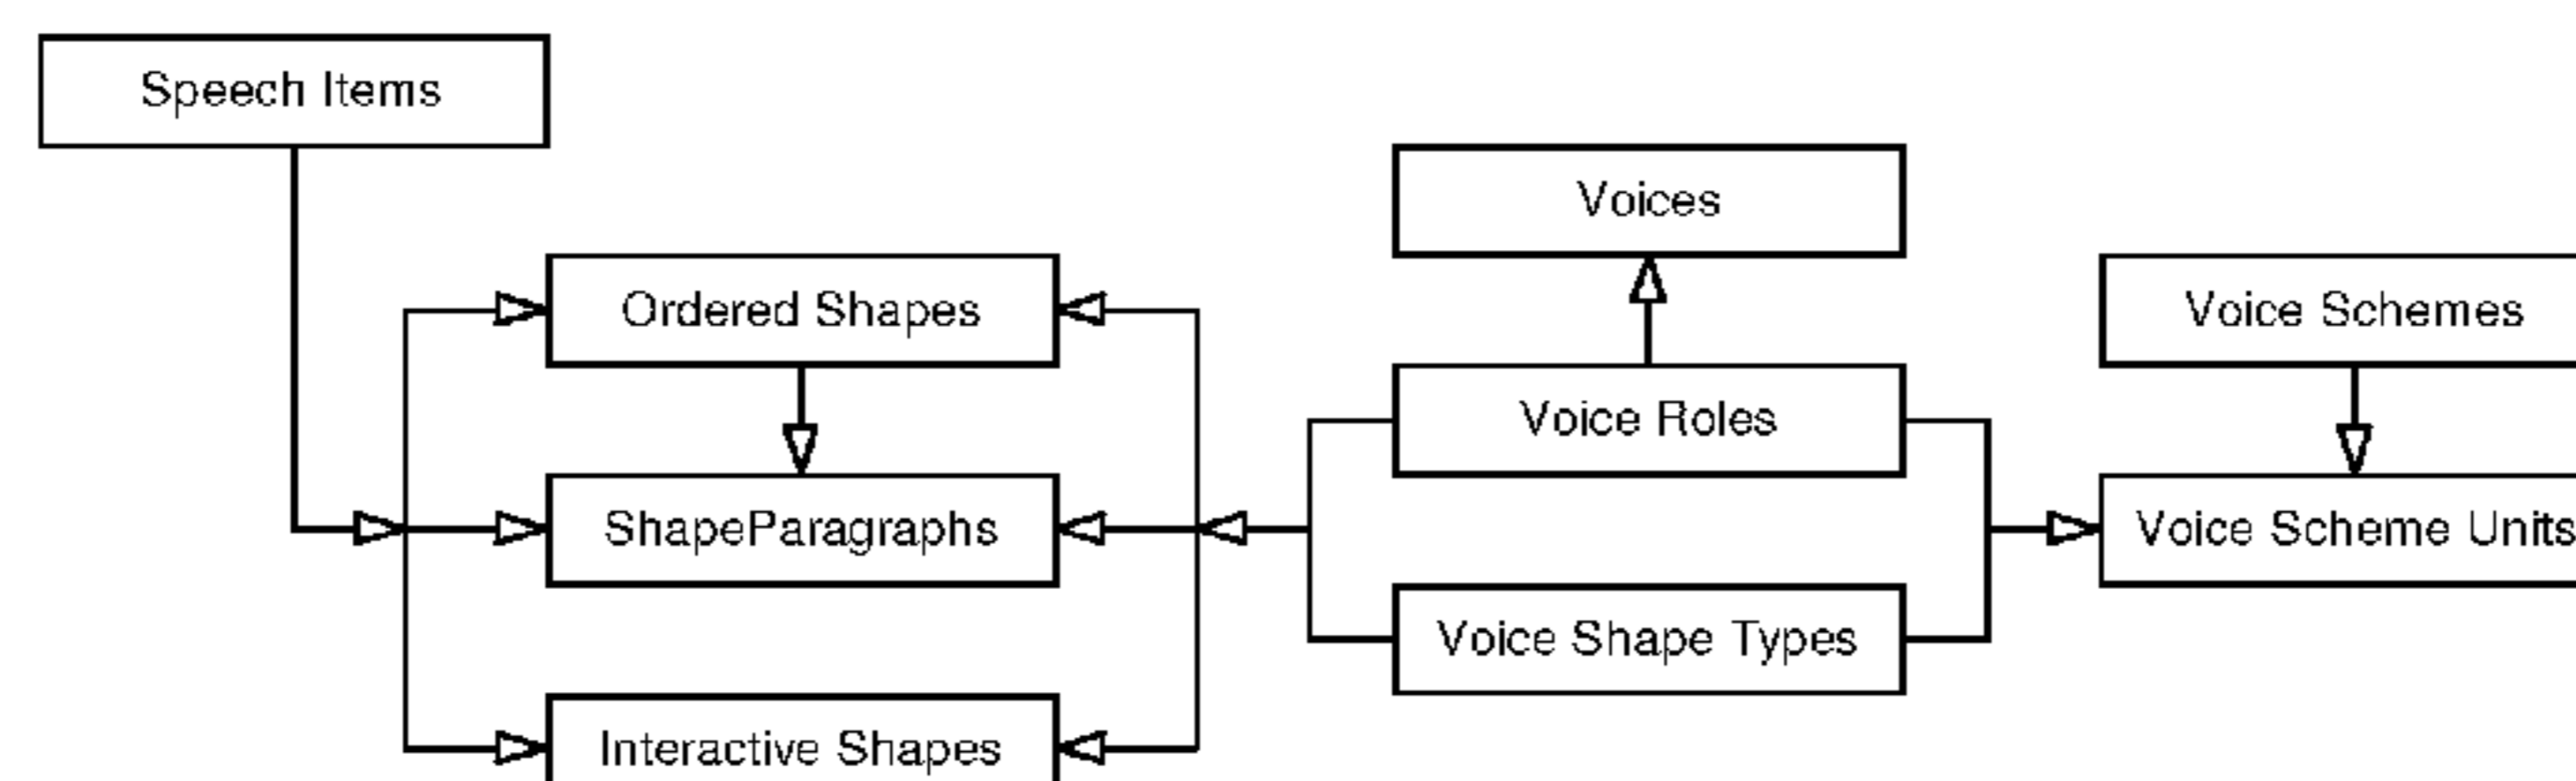 Speech Items
Voices
Ordered Shapes
Voice Schemes
Voice Roles
ShapeParagraphs
Voice Scheme Units
Voice Shape Types
Interactive Shapes